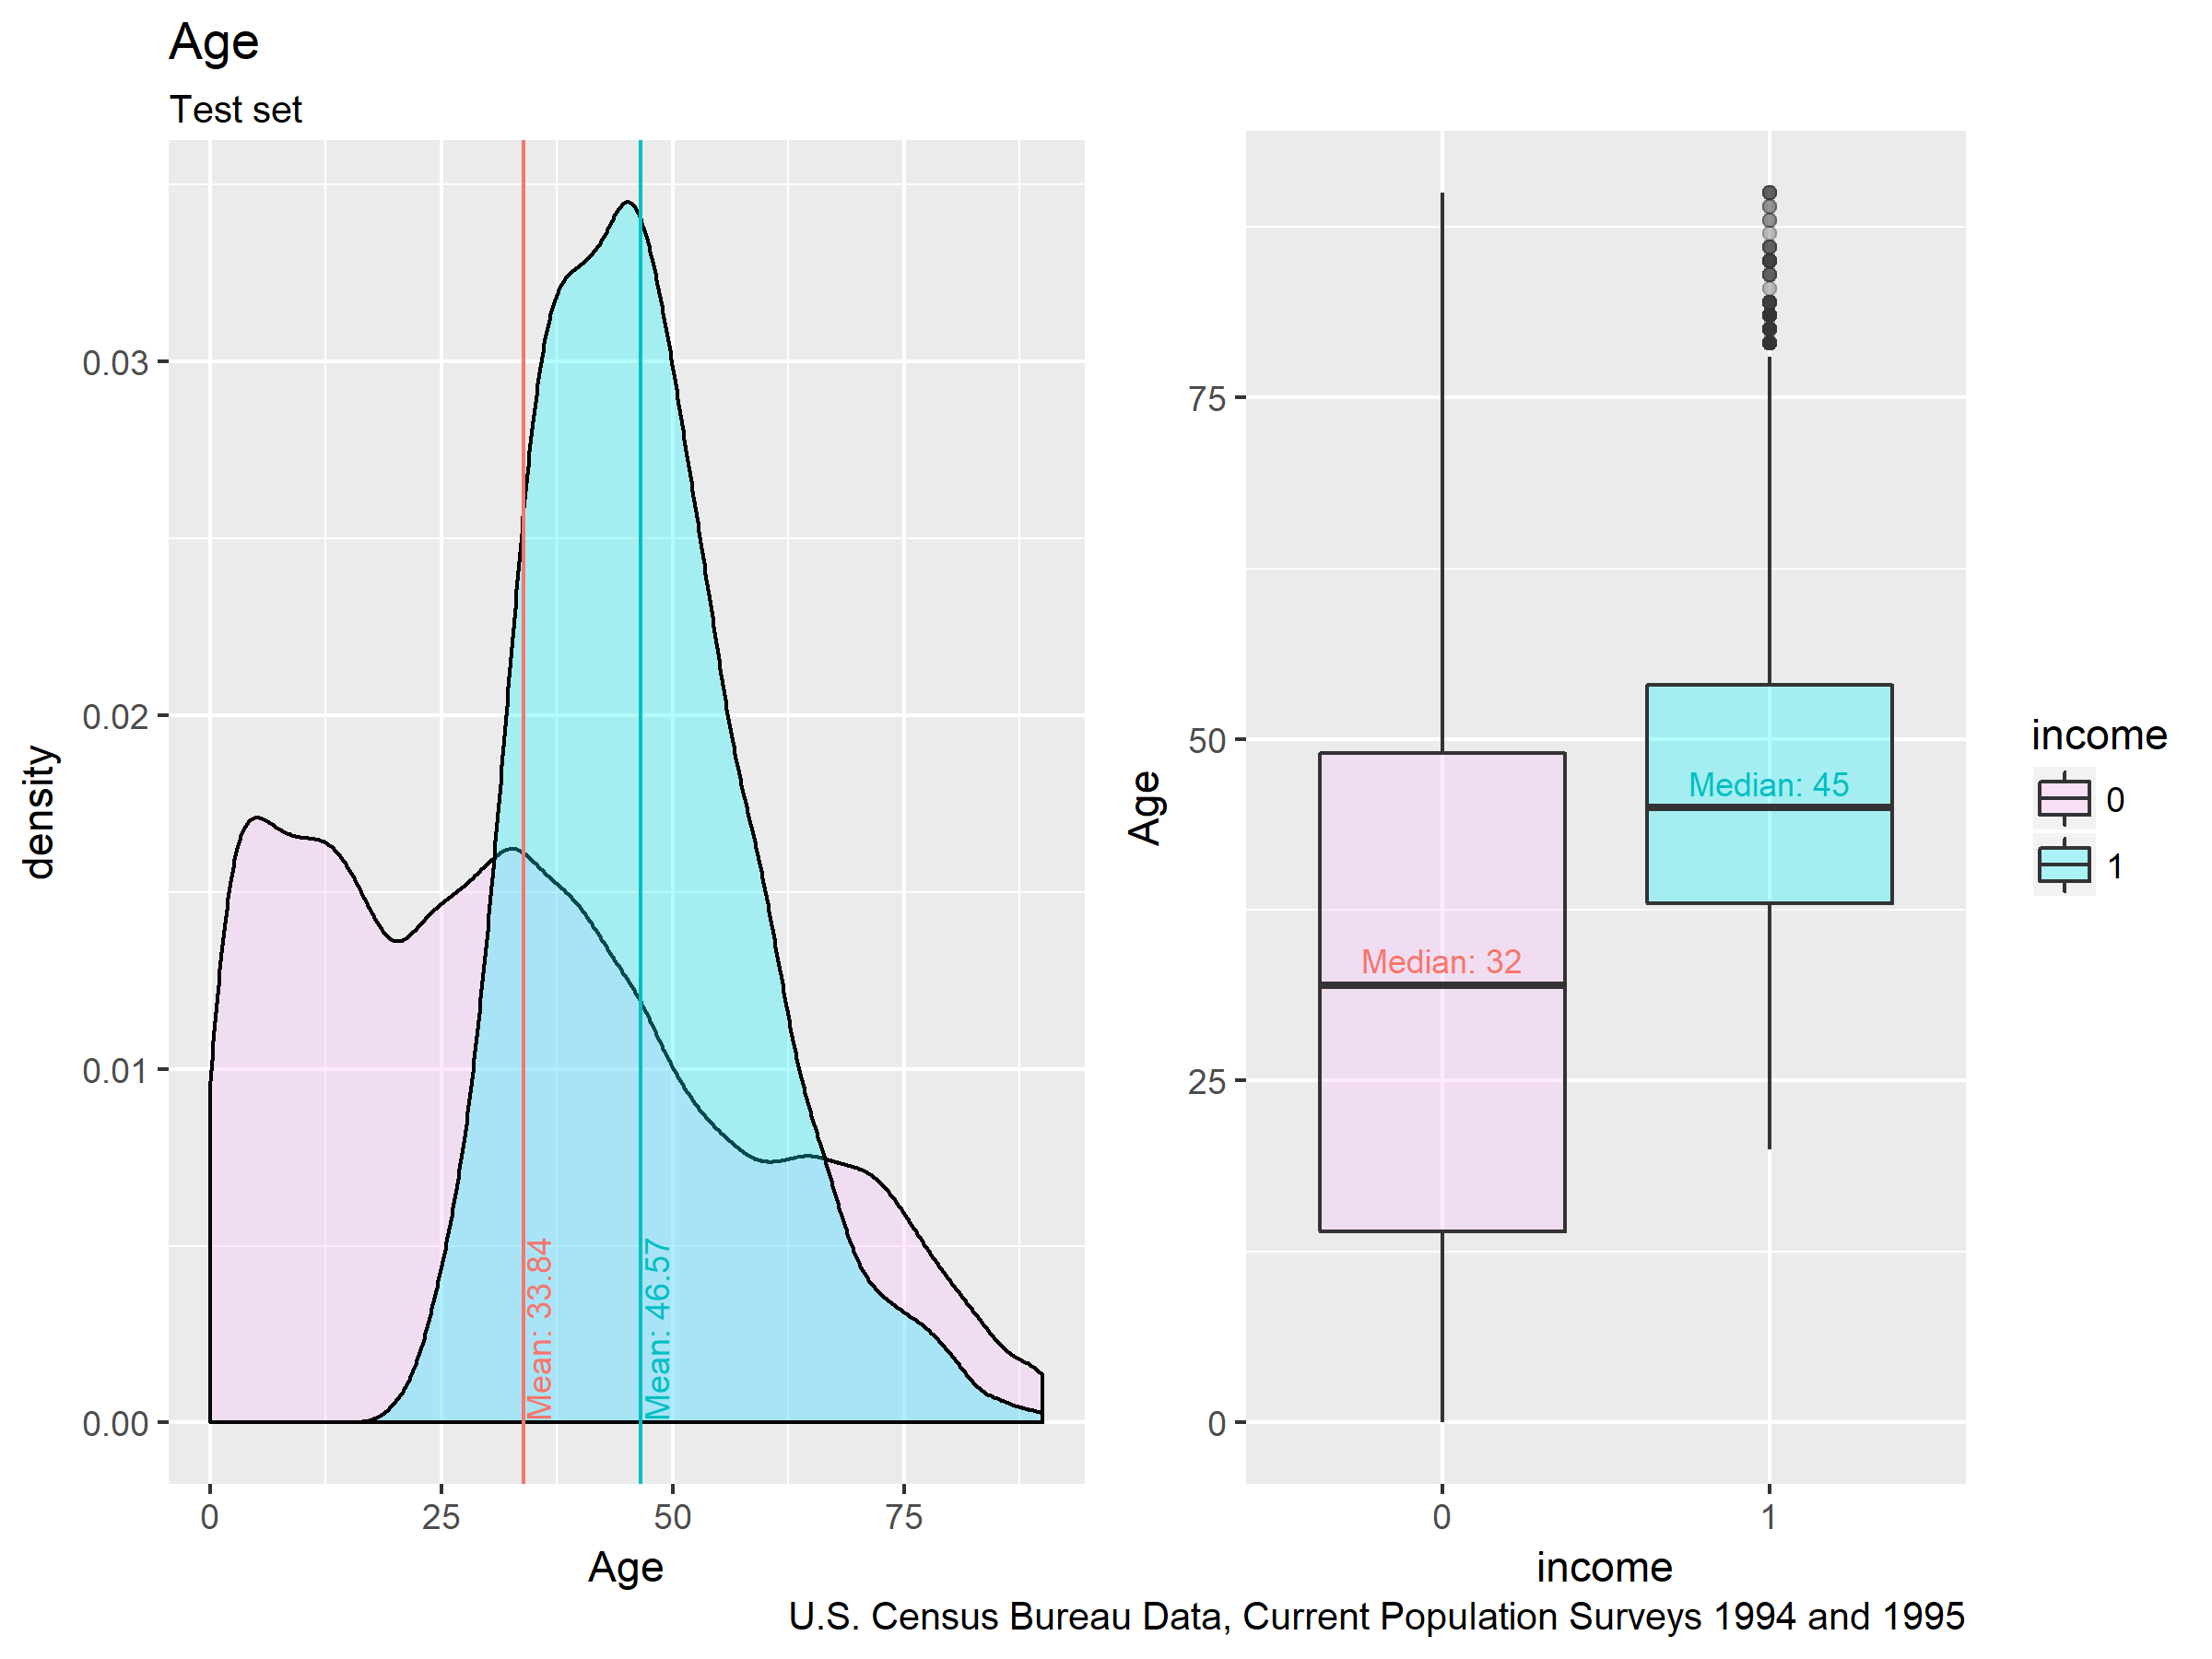 Age
Test set
density
0.03
0.02
0.01
0.00
Mean: 33.84
Mean: 46.57
0 25 50 75
Age
Age
75
50
25
0
Median: 32
Median: 45
0 1
income
income
0
1
U.S. Census Bureau Data, Current Population Surveys 1994 and 1995